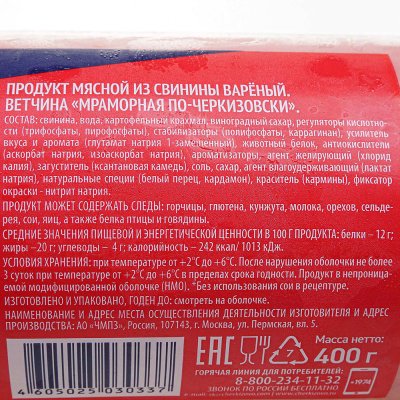 ПРОДУКТ МЯСНОЙ ИЗ СВИНИНЫ ВАРЁНЫЙ.
ВЕТЧИНА «МРАМОРНАЯ ПО-ЧЕРКИЗОВСКИ».
СОСТАВ: свинина, вода, картофельный крахмал, виноградный сахар, регуляторы кислотнос-
ти (трифосфаты, пирофосфаты), стабилизаторы (полифосфаты, каррагинан), усилитель
вкуса и аромата (глутамат натрия 1-замещенный), животный белок, антиокислители
(аскорбат натрия, изоаскорбат натрия), ароматизаторы, агент желирующий (хлорид
калия), загуститель (ксантановая камедь), соль, сахар, агент влагоудерживающий (лактат
натрия), натуральные специи (белый перец, кардамон), краситель (кармины), фиксатор
окраски - нитрит натрия.
ПРОДУКТ МОЖЕТ СОДЕРЖАТЬ СЛЕДЫ: горчицы, глютена, кунжута, молока, орехов, сельде-
рея, сои, яиц, а также белка птицы и говядины.
СРЕДНИЕ ЗНАЧЕНИЯ ПИЩЕВОЙ И ЭНЕРГЕТИЧЕСКОЙ ЦЕННОСТИ В 100 Г ПРОДУКТА: белки – 12 г;
жиры –20 г; углеводы – 4 г; калорийность – 242 ккал/ 1013 кДж.
УСЛОВИЯ ХРАНЕНИЯ: при температуре от +2°С до +6°С. После нарушения оболочки не более
3 суток при температуре от +2°С до +6°С в пределах срока годности. Продукт в непроница-
емой модифицированной оболочке (НМО). *Без использования сои в рецептуре.
ИЗГОТОВЛЕНО И УПАКОВАНО, ГОДЕН ДО: смотреть на оболочке.
НАИМЕНОВАНИЕ И АДРЕС МЕСТА ОСУЩЕСТВЛЕНИЯ ДЕЯТЕЛЬНОСТИ ИЗГОТОВИТЕЛЯ И АДРЕС
ПРОИЗВОДСТВА: АО «ЧМПЗ», Россия, 107143, г. Москва, ул. Пермская, вл. 5.
EAC 7 Масса нетто:
400 г
1974
4 605025 030337
ГОРЯЧАЯ ЛИНИЯ ДЛЯ ПОТРЕБИТЕЛЕЙ:
8-800-234-11-32
ЗВОНОК ПО РОССИИ БЕСПЛАТНЫЙ